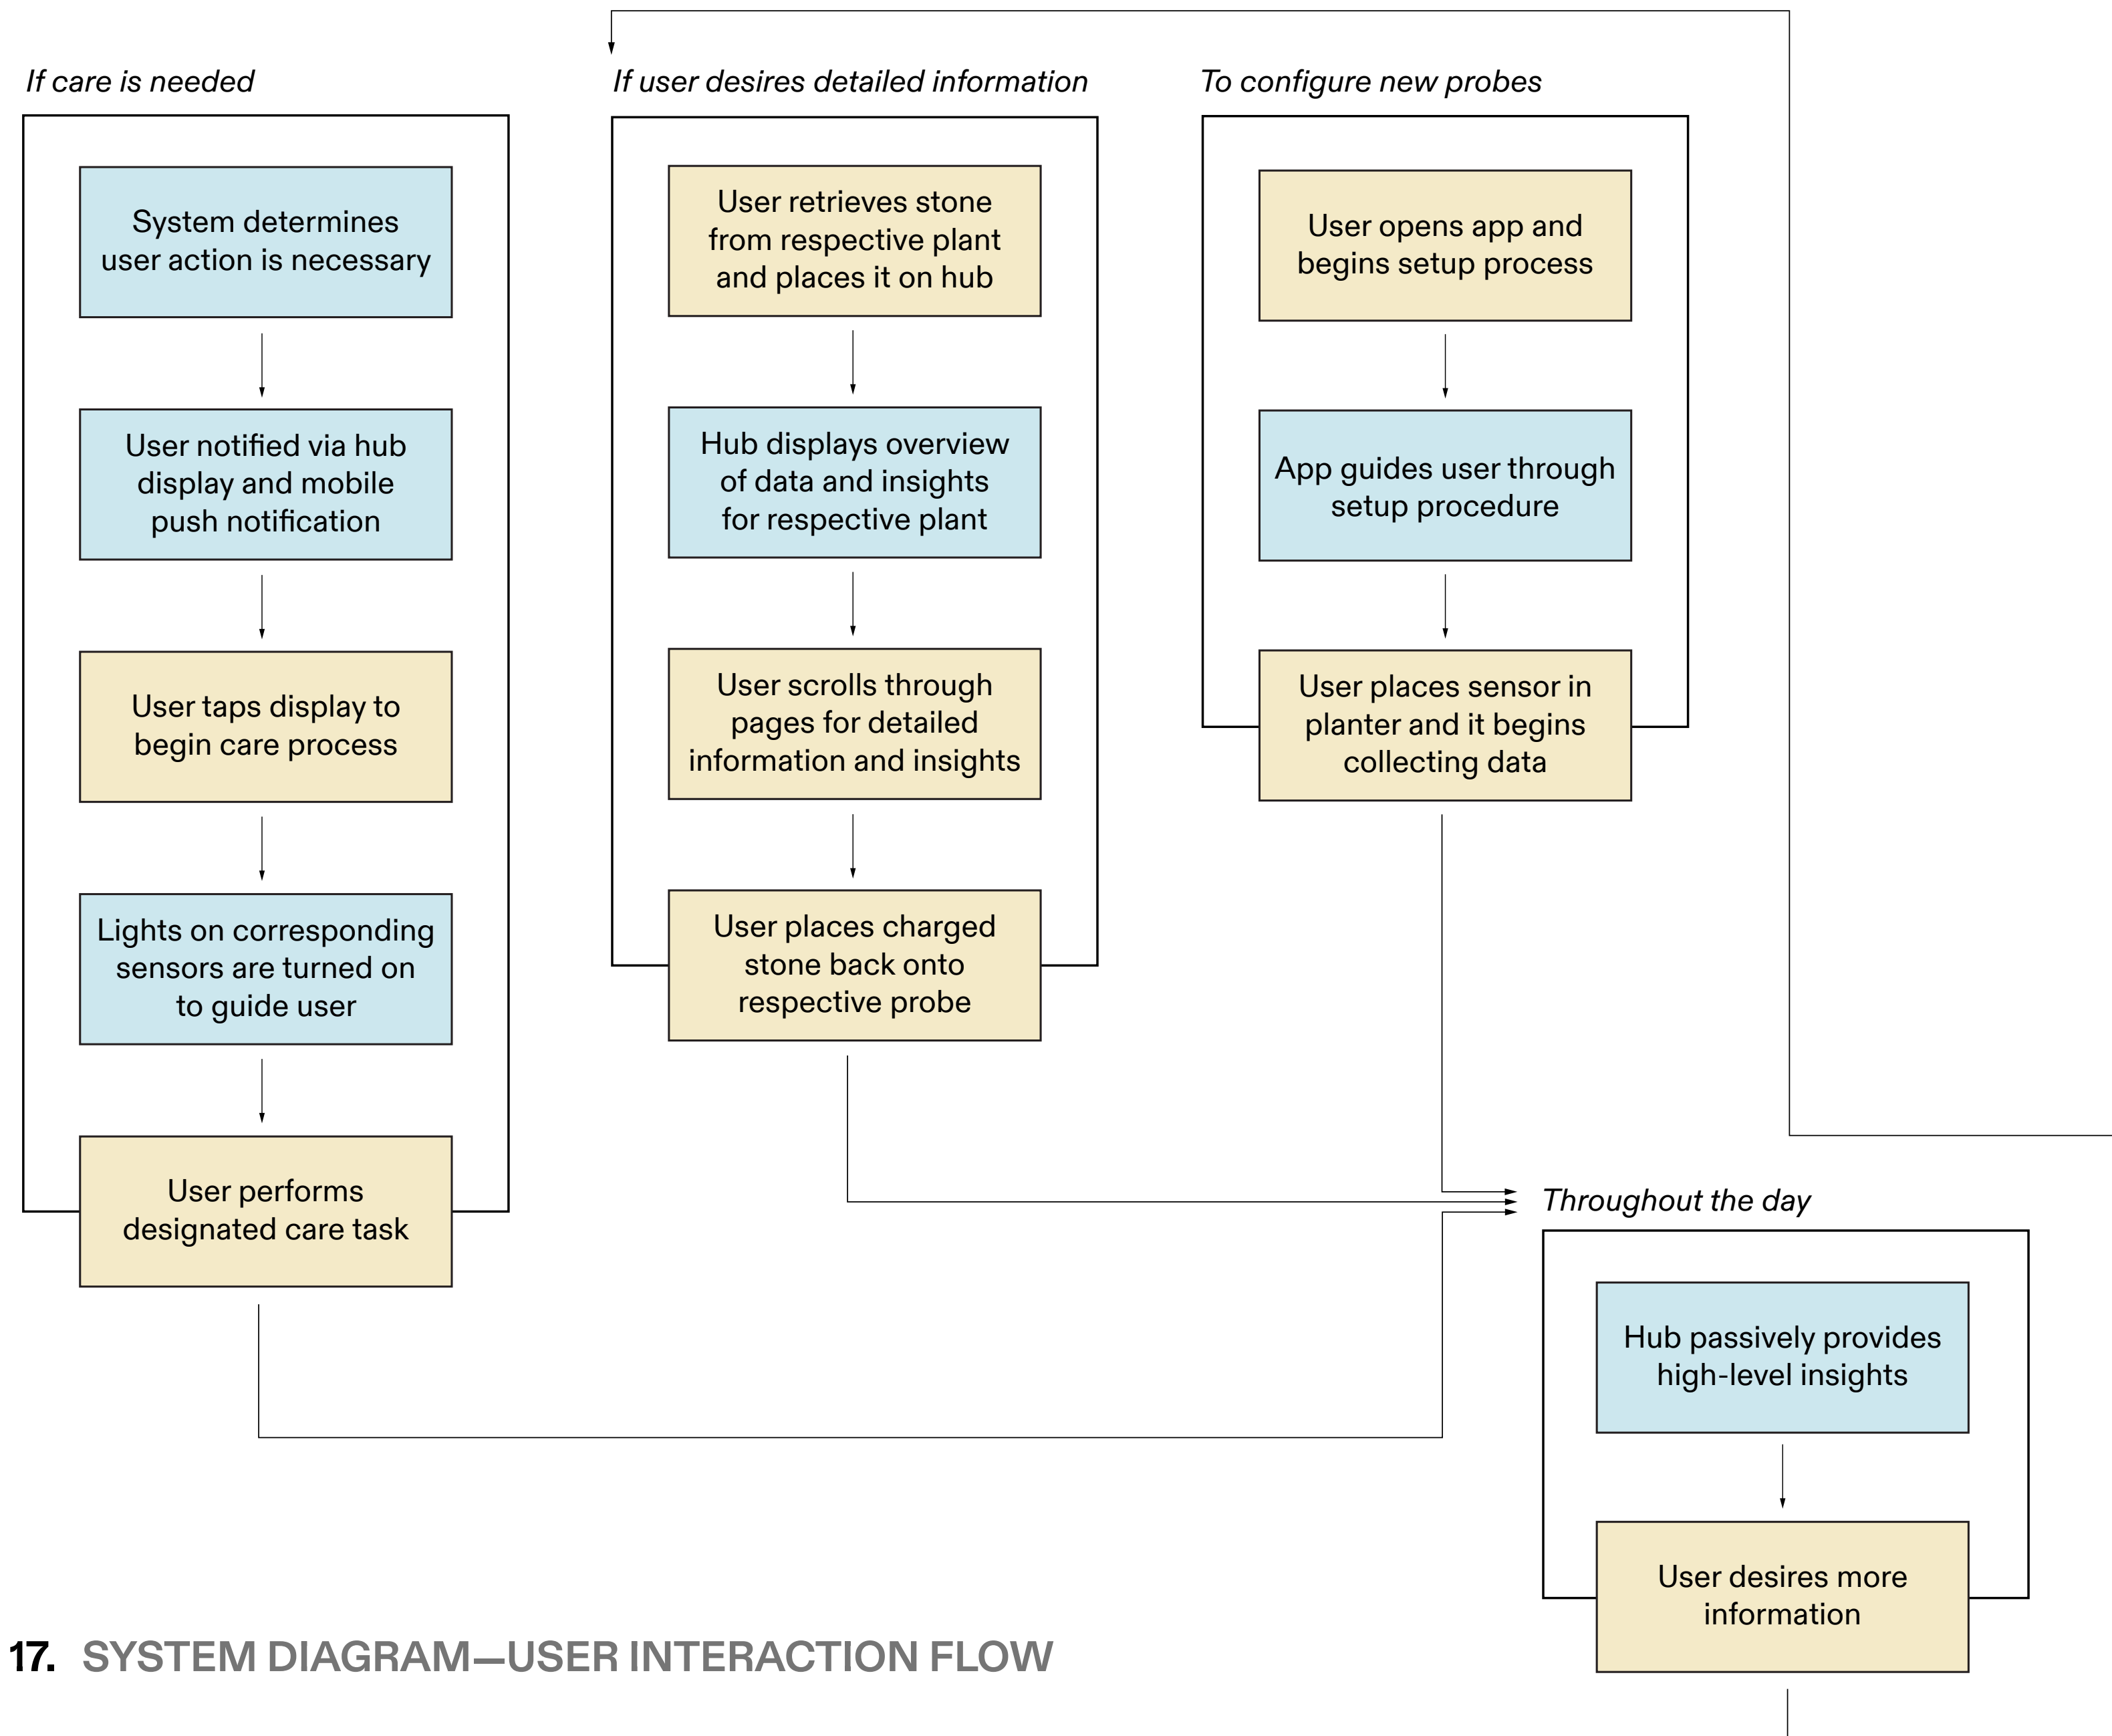 If care is needed
System determines
user action is necessary
User notified via hub
display and mobile
push notification
User taps display to
begin care process
Lights on corresponding
sensors are turned on
to guide user
User performs
designated care task
If user desires detailed information
User retrieves stone
from respective plant
and places it on hub
Hub displays overview
of data and insights
for respective plant
User scrolls through
pages for detailed
information and insights
User places charged
stone back onto
respective probe
To configure new probes
User opens app and
begins setup process
App guides user through
setup procedure
User places sensor in
planter and it begins
collecting data
Throughout the day
Hub passively provides
high-level insights
User desires more
information
17. SYSTEM DIAGRAM—USER INTERACTION FLOW